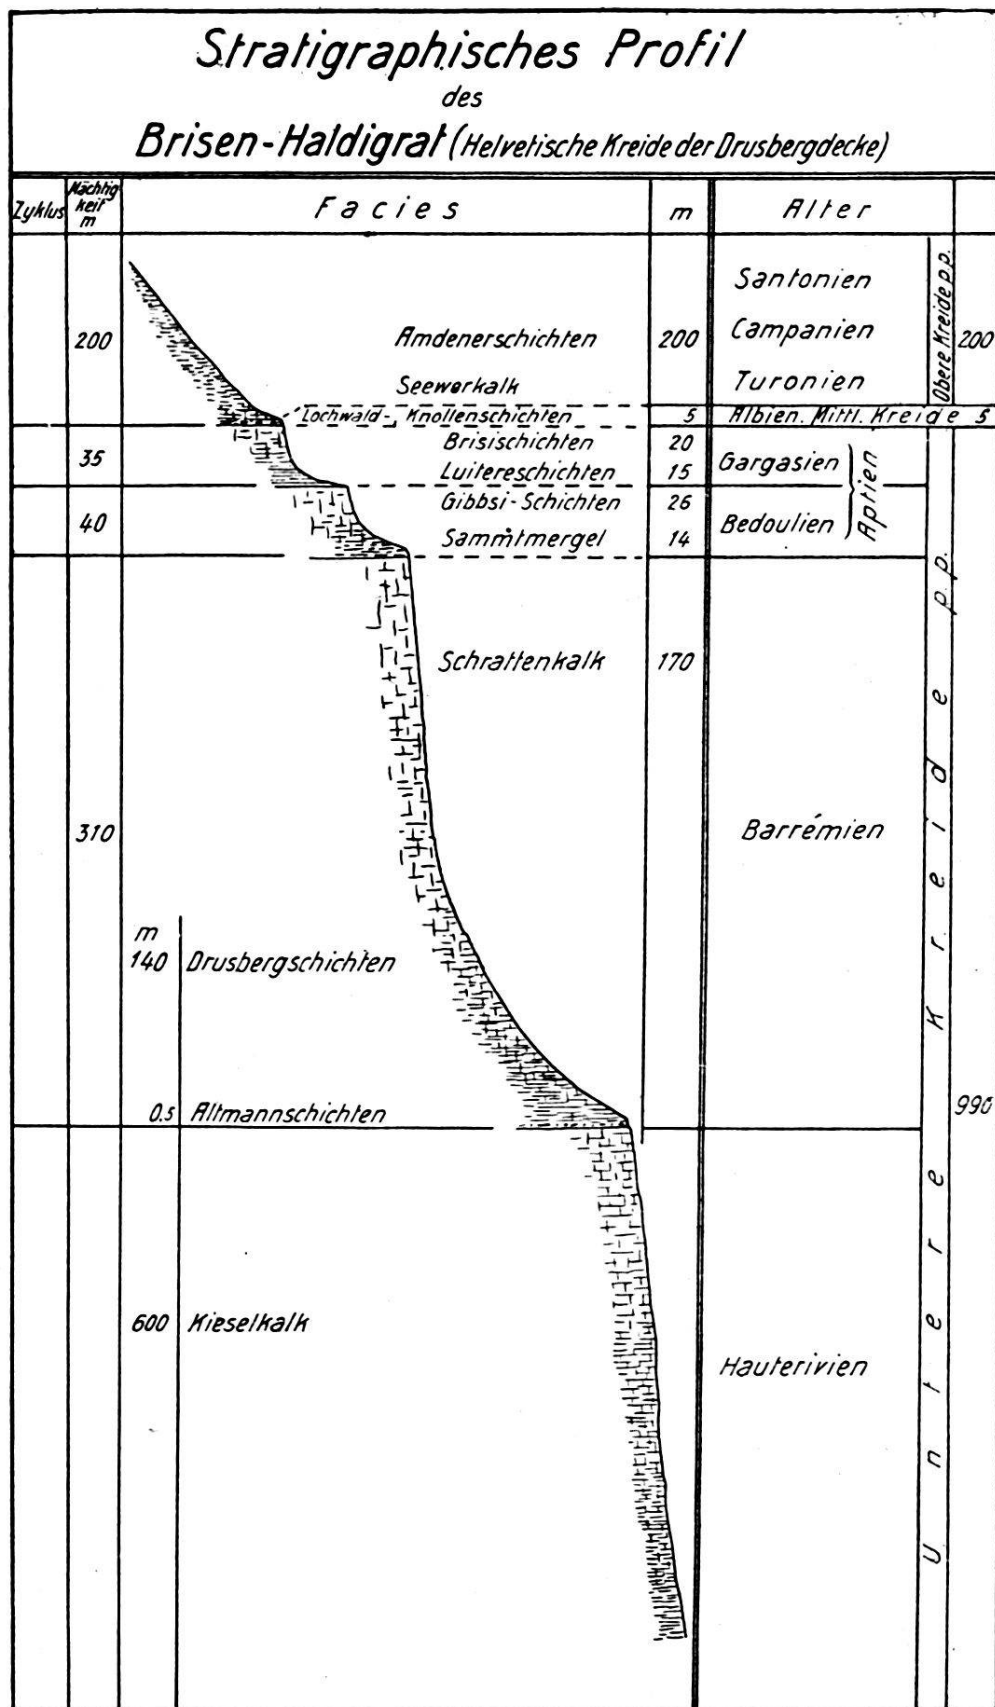 Stratigraphisches Profil
des
Brisen-Haldigrat (Helvetische Kreide der Drusbergdecke)
Zyklus Mächtig
keit
m Facies m Alter
Santonien
200 Amdenerschichten 200 Campanien Obere Kreide p.p. 200
Seewerkalk Turonien
Lochwald- Knollenschichten 5 Albien. Mittl. Kreide 5
Brisischichten 20
35 Luitereschichten 15 Gargasien
Gibbsi-Schichten 26 Aptien
40 Sammtmergel 14 Bedoulien
Schrattenkalk 170
310 Barrémien
m
140 Drusbergschichten
0.5 Altmannschichten 990
Untere Kreide p.p.
600 Kieselkalk
Hauterivien